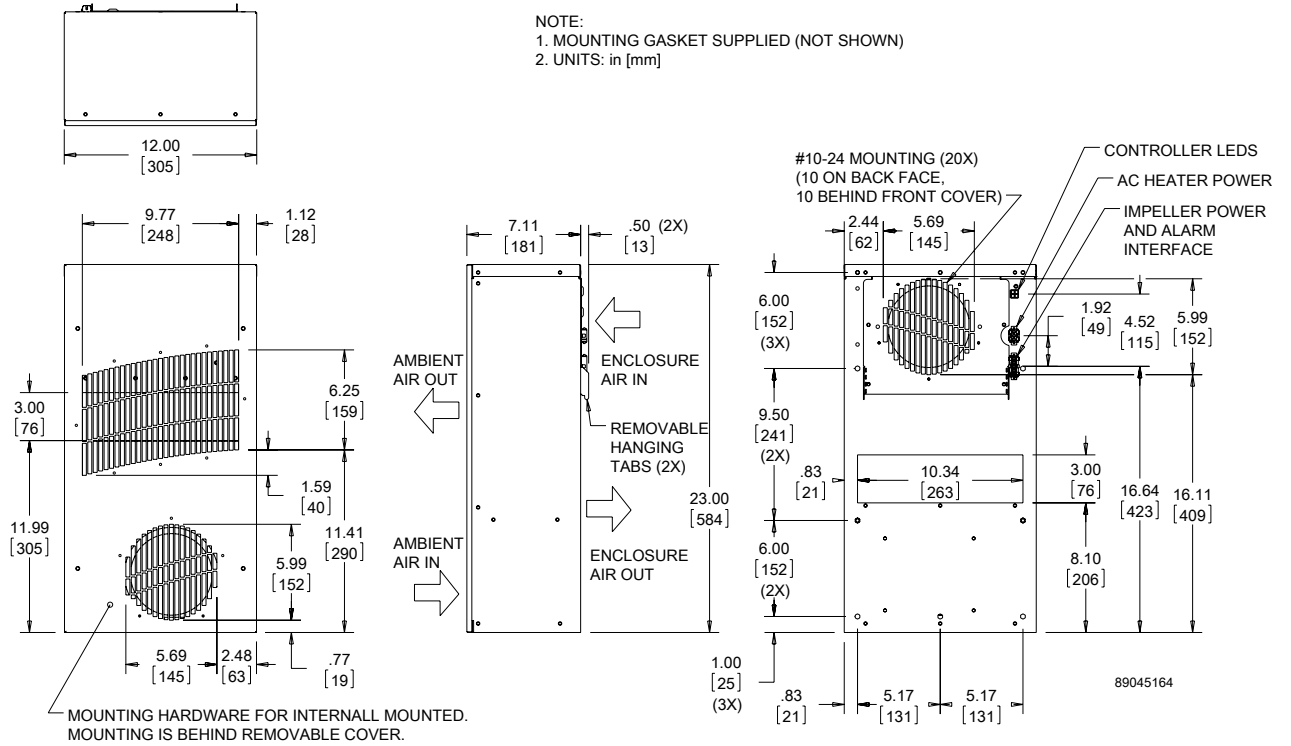 NOTE:
1. MOUNTING GASKET SUPPLIED (NOT SHOWN)
2. UNITS: in [mm]
12.00
[305]
9.77
[248]
1.12
[28]
3.00
[76]
11.99
[305]
6.25
[159]
1.59
[40]
11.41
[290]
5.99
[152]
5.69
[145]
2.48
[63]
.77
[19]
MOUNTING HARDWARE FOR INTERNALL MOUNTED.
MOUNTING IS BEHIND REMOVABLE COVER.
7.11
[181]
.50 (2X)
[13]
AMBIENT
AIR OUT
ENCLOSURE
AIR IN
REMOVABLE
HANGING
TABS (2X)
23.00
[584]
AMBIENT
AIR IN
ENCLOSURE
AIR OUT
#10-24 MOUNTING (20X)
(10 ON BACK FACE,
10 BEHIND FRONT COVER)
CONTROLLER LEDS
AC HEATER POWER
IMPELLER POWER
AND ALARM
INTERFACE
2.44
[62]
5.69
[145]
6.00
[152]
(3X)
1.92
[49]
4.52
[115]
5.99
[152]
9.50
[241]
(2X)
.83
[21]
10.34
[263]
3.00
[76]
16.64
[423]
16.11
[409]
6.00
[152]
(2X)
8.10
[206]
1.00
[25]
(3X)
.83
[21]
5.17
[131]
5.17
[131]
89045164